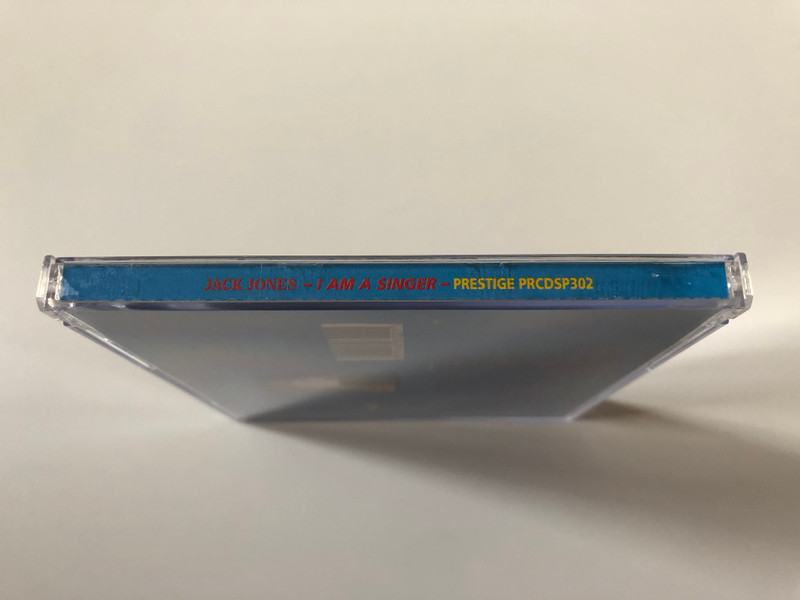 JACK JONES – I AM A SINGER – PRESTIGE PRCDSP302